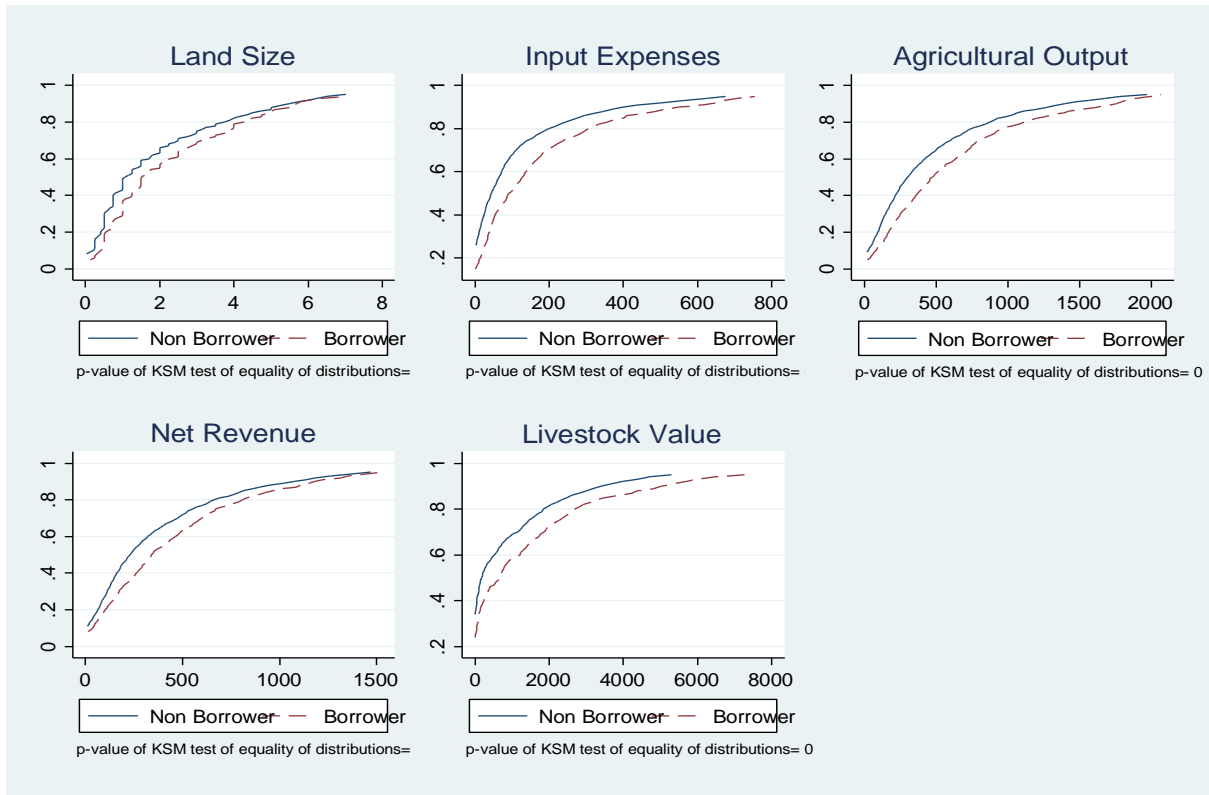 Land Size
Input Expenses
Agricultural Output
0 .2 .4 .6 .8 1
.2 .4 .6 .8 1
0 .2 .4 .6 .8 1
0 2 4 6 8
0 200 400 600 800
0 500 1000 1500 2000
Non Borrower Borrower
Non Borrower Borrower
Non Borrower Borrower
p-value of KSM test of equality of distributions=
p-value of KSM test of equality of distributions=
p-value of KSM test of equality of distributions= 0
Net Revenue
Livestock Value
0 .2 .4 .6 .8 1
.2 .4 .6 .8 1
0 500 1000 1500
0 2000 4000 6000 8000
Non Borrower Borrower
Non Borrower Borrower
p-value of KSM test of equality of distributions=
p-value of KSM test of equality of distributions= 0